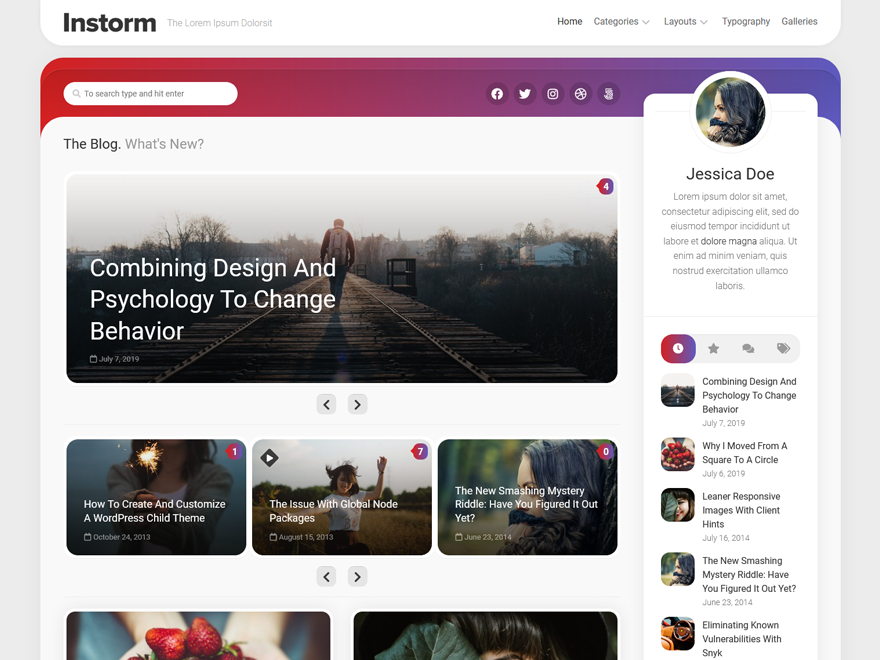 Instorm
The Lorem Ipsum Dolorsit
Home
Categories
Layouts
Typography
Galleries
To search type and hit enter
The Blog. What's New?
4
Combining Design And
Psychology To Change
Behavior
July 7, 2019
1
How To Create And Customize
A WordPress Child Theme
October 24, 2013
7
The Issue With Global Node
Packages
August 15, 2013
0
The New Smashing Mystery
Riddle: Have You Figured It Out
Yet?
June 23, 2014
Jessica Doe
Lorem ipsum dolor sit amet,
consectetur adipiscing elit, sed do
eiusmod tempor incididunt ut
labore et dolore magna aliqua. Ut
enim ad minim veniam, quis
nostrud exercitation ullamco
laboris.
Combining Design And
Psychology To Change
Behavior
July 7, 2019
Why I Moved From A
Square To A Circle
July 6, 2019
Leaner Responsive
Images With Client
Hints
July 16, 2014
The New Smashing
Mystery Riddle: Have
You Figured It Out Yet?
June 23, 2014
Eliminating Known
Vulnerabilities With
Snyk